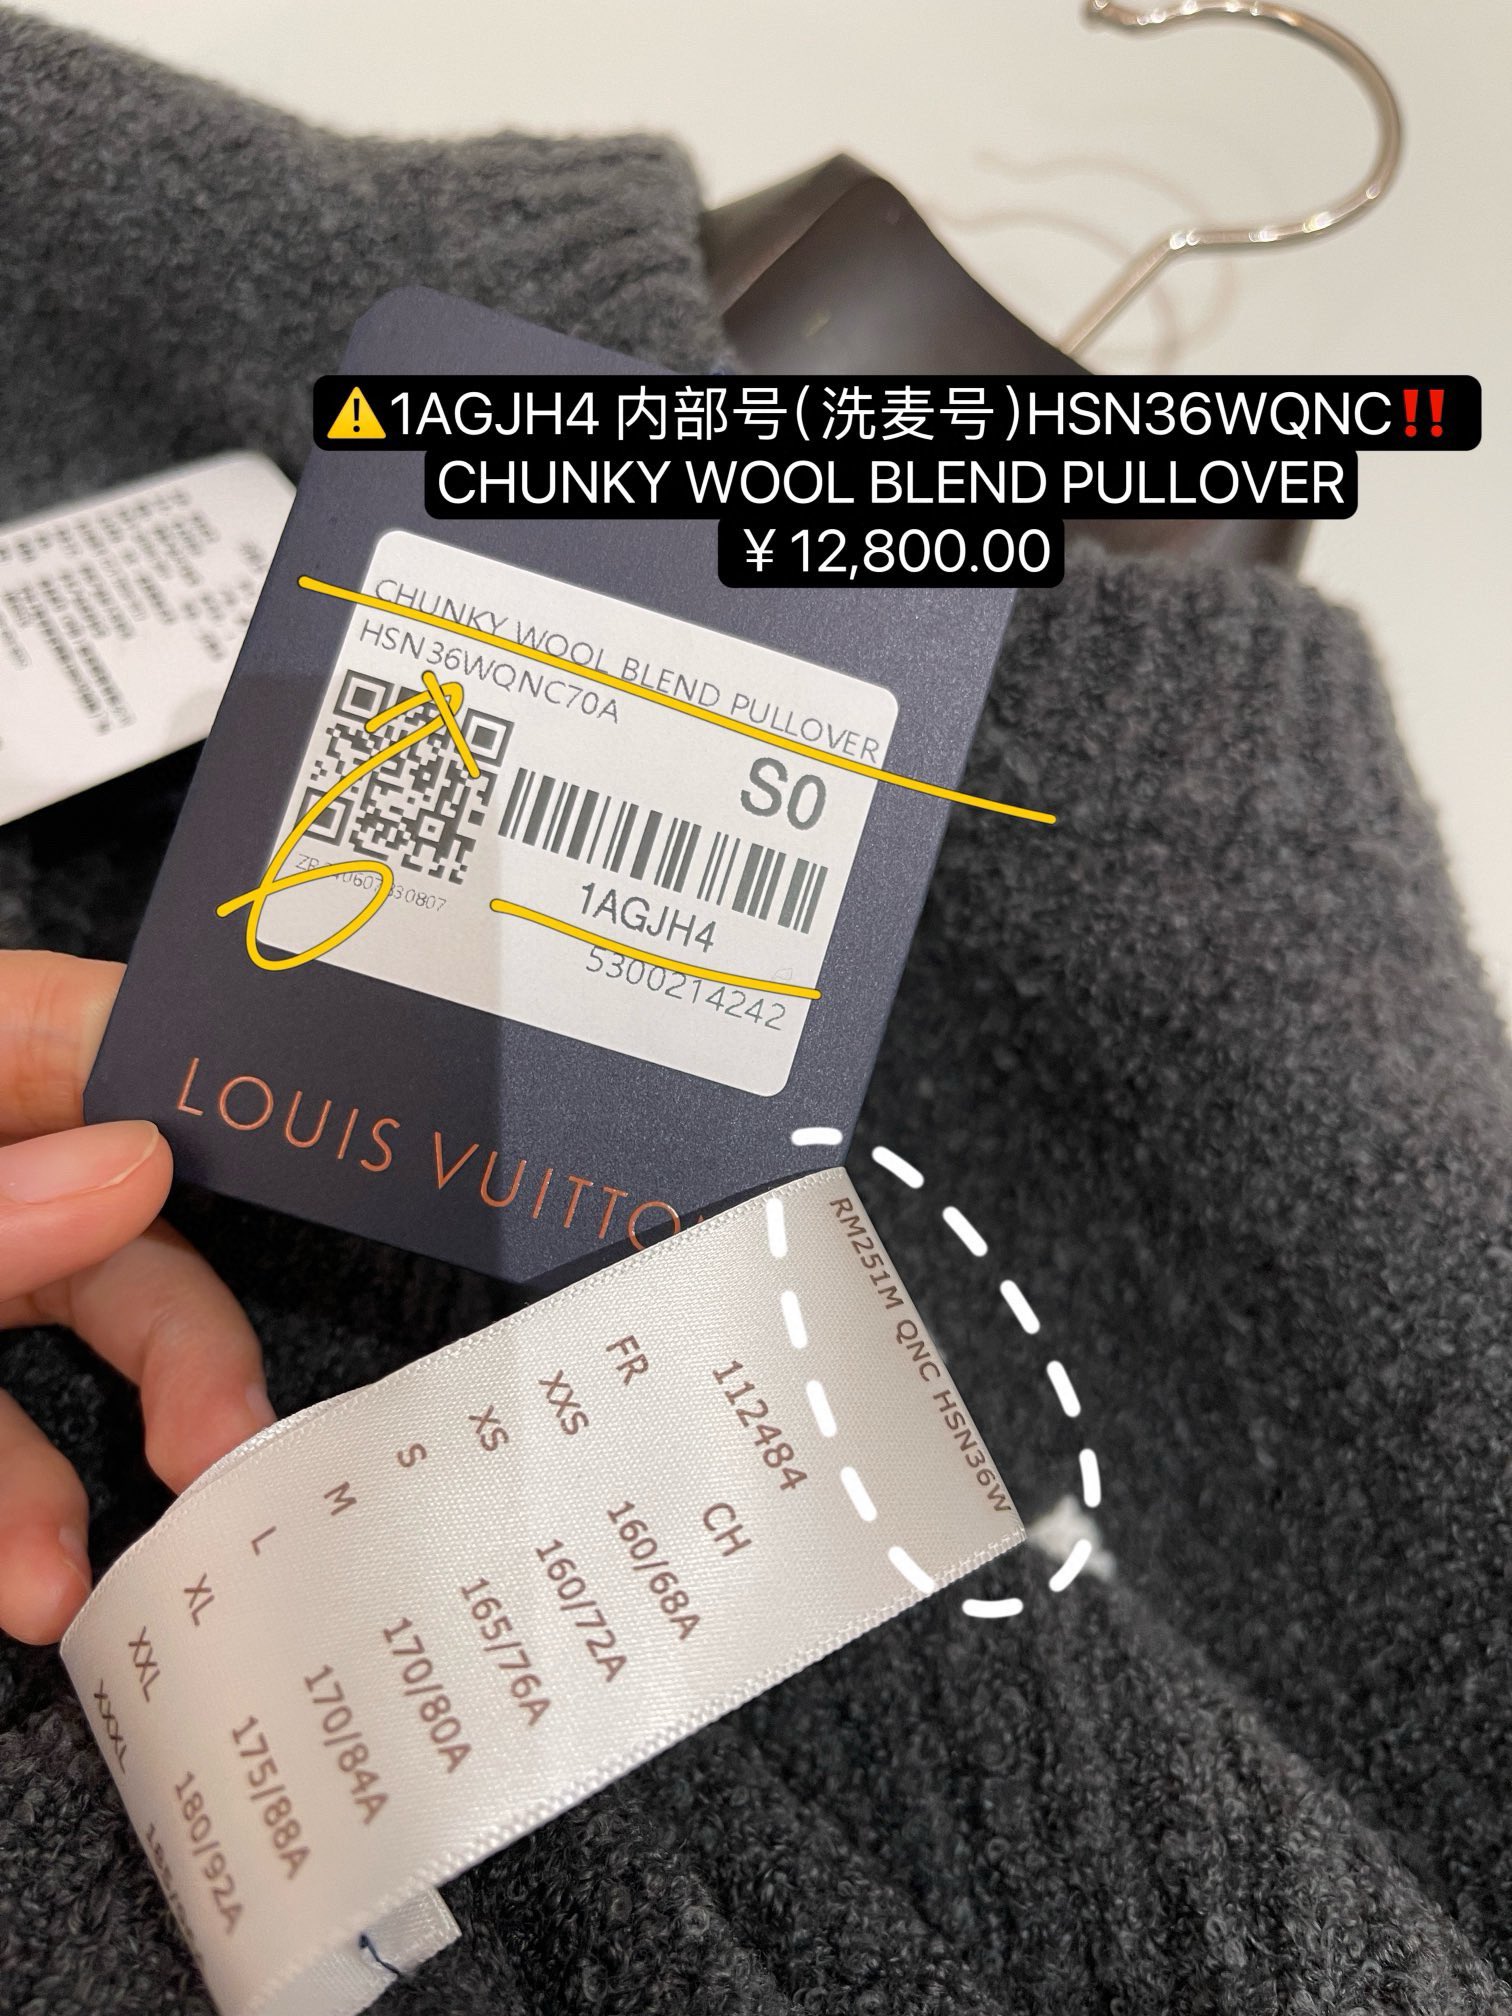 ⚠️1AGJH4 内部号(洗麦号)HSN36WQNC‼️
CHUNKY WOOL BLEND PULLOVER
¥12,800.00
CHUNKY WOOL BLEND PULLOVER
HSN36WQNC70A
S0
1AGJH4
5300214242
LOUIS VUITTO
RM251M QNC HSN36W
112484
FR CH
XXS 160/68A
XS 160/72A
S 165/76A
M 170/80A
L 170/84A
XL 175/88A
XXL 180/92A
XXXL